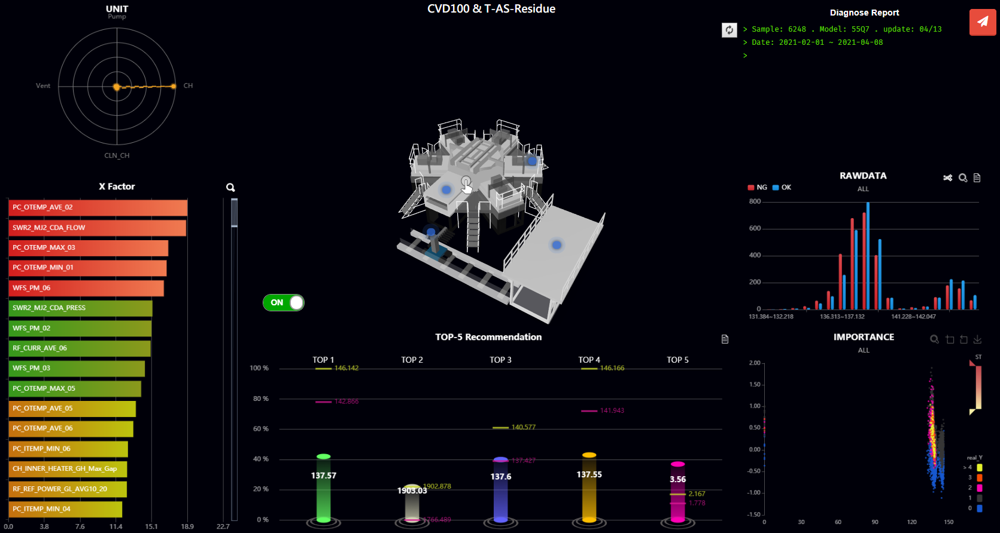 UNIT
Pump
Vent
CH
CLN_CH
CVD100 & T-AS-Residue
Diagnose Report
> Sample: 6248 . Model: 55Q7 . update: 04/13
> Date: 2021-02-01 ~ 2021-04-08
>
X Factor
PC_OTEMP_AVE_02
SWR2_MJ2_CDA_FLOW
PC_OTEMP_MAX_03
PC_OTEMP_MIN_01
WFS_PM_06
SWR2_MJ2_CDA_PRESS
WFS_PM_02
RF_CURR_AVE_06
WFS_PM_03
PC_OTEMP_MAX_05
PC_OTEMP_AVE_05
PC_OTEMP_AVE_06
PC_ITEMP_MIN_06
CH_INNER_HEATER_GH_Max_Gap
RF_REF_POWER_GL_AVG10_20
PC_ITEMP_MIN_04
0.0 3.8 7.6 11.4 15.1 18.9 22.7
ON
TOP-5 Recommendation
TOP 1 TOP 2 TOP 3 TOP 4 TOP 5
100 %
80 %
60 %
40 %
20 %
0 %
146.142
142.866
137.57
1902.878
1903.03
1766.489
140.577
137.427
137.6
146.166
141.943
137.55
3.56
2.167
1.778
RAWDATA
ALL
NG OK
800
600
400
200
0
131.384~132.218 136.313~137.132 141.228~142.047
IMPORTANCE
ALL
ST
2.00
1.50
1.00
0.50
0.00
-0.50
-1.00
-1.50
0 30 60 90 120 150
real_Y
> 4
3
2
1
0